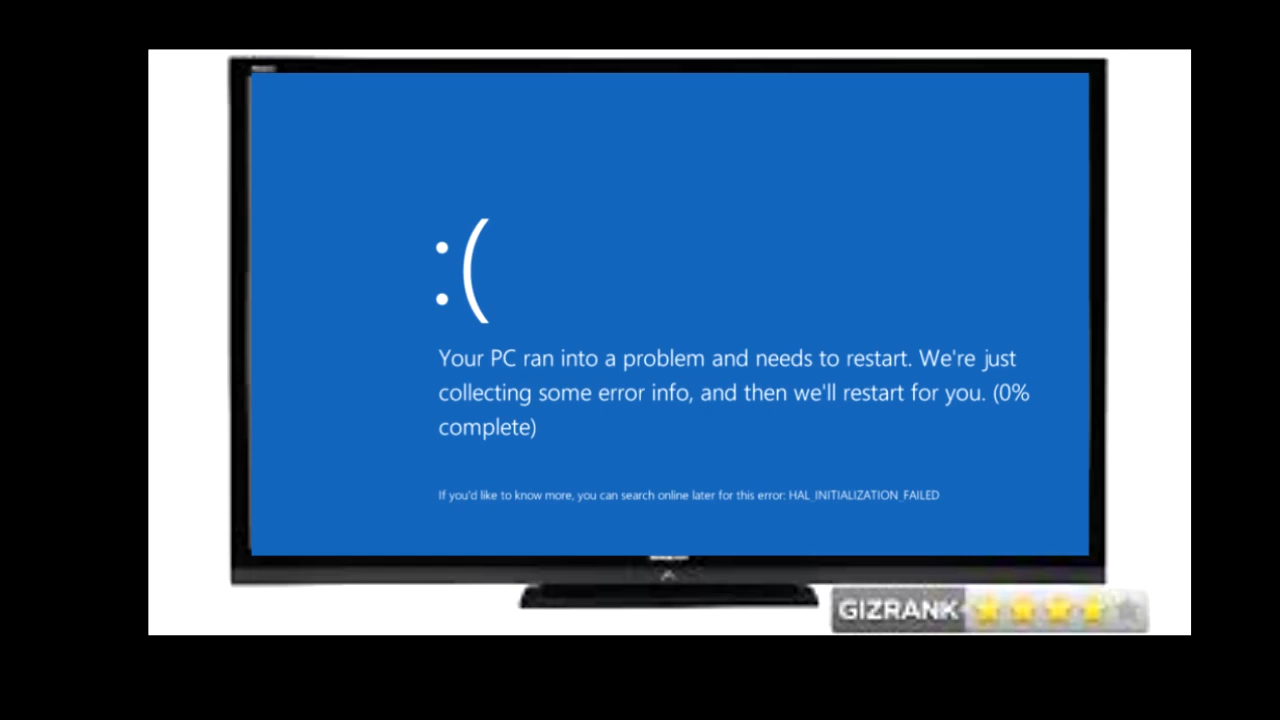 :(
Your PC ran into a problem and needs to restart. We're just
collecting some error info, and then we'll restart for you. (0%
complete)
If you'd like to know more, you can search online later for this error: HAL_INITIALIZATION_FAILED
GIZRANK